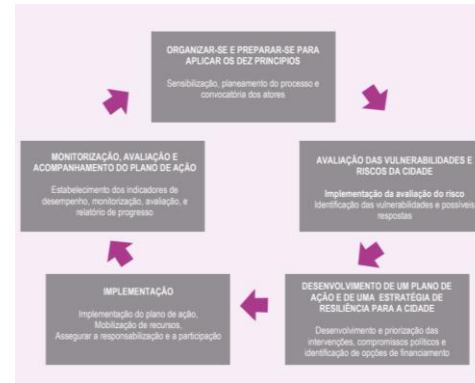 ORGANIZAR-SE E PREPARAR-SE PARA
APLICAR OS DEZ PRINCIPIOS
Sensibilização, planeamento do processo e
convocatória dos atores
AVALIAÇÃO DAS VULNERABILIDADES E
RISCOS DA CIDADE
Implementação da avaliação do risco
Identificação das vulnerabilidades e possíveis
respostas
DESENVOLVIMENTO DE UM PLANO DE
AÇÃO E DE UMA ESTRATÉGIA DE
RESILIÊNCIA PARA A CIDADE
Desenvolvimento e priorização das
intervenções, compromissos políticos e
identificação de opções de financiamento
IMPLEMENTAÇÃO
Implementação do plano de ação,
Mobilização de recursos,
Assegurar a responsabilização e a participação
MONITORIZAÇÃO, AVALIAÇÃO E
ACOMPANHAMENTO DO PLANO DE AÇÃO
Estabelecimento dos indicadores de
desempenho, monitorização, avaliação, e
relatório de progresso